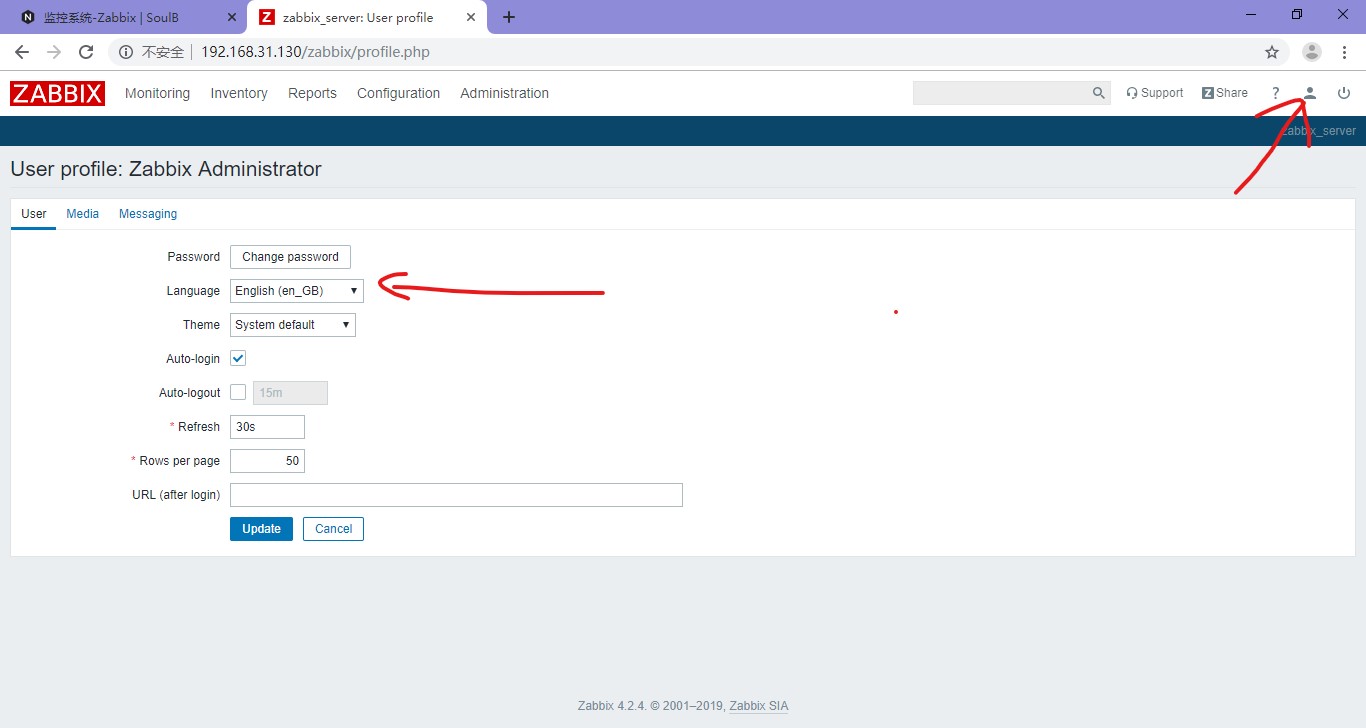 监控系统-Zabbix | SoulB
zabbix_server: User profile
不安全 | 192.168.31.130/zabbix/profile.php
ZABBIX Monitoring Inventory Reports Configuration Administration Support Z Share ?
zabbix_server
User profile: Zabbix Administrator
User Media Messaging
Password Change password
Language English (en_GB)
Theme System default
Auto-login
Auto-logout 15m
* Refresh 30s
* Rows per page 50
URL (after login)
Update Cancel
Zabbix 4.2.4. © 2001–2019, Zabbix SIA